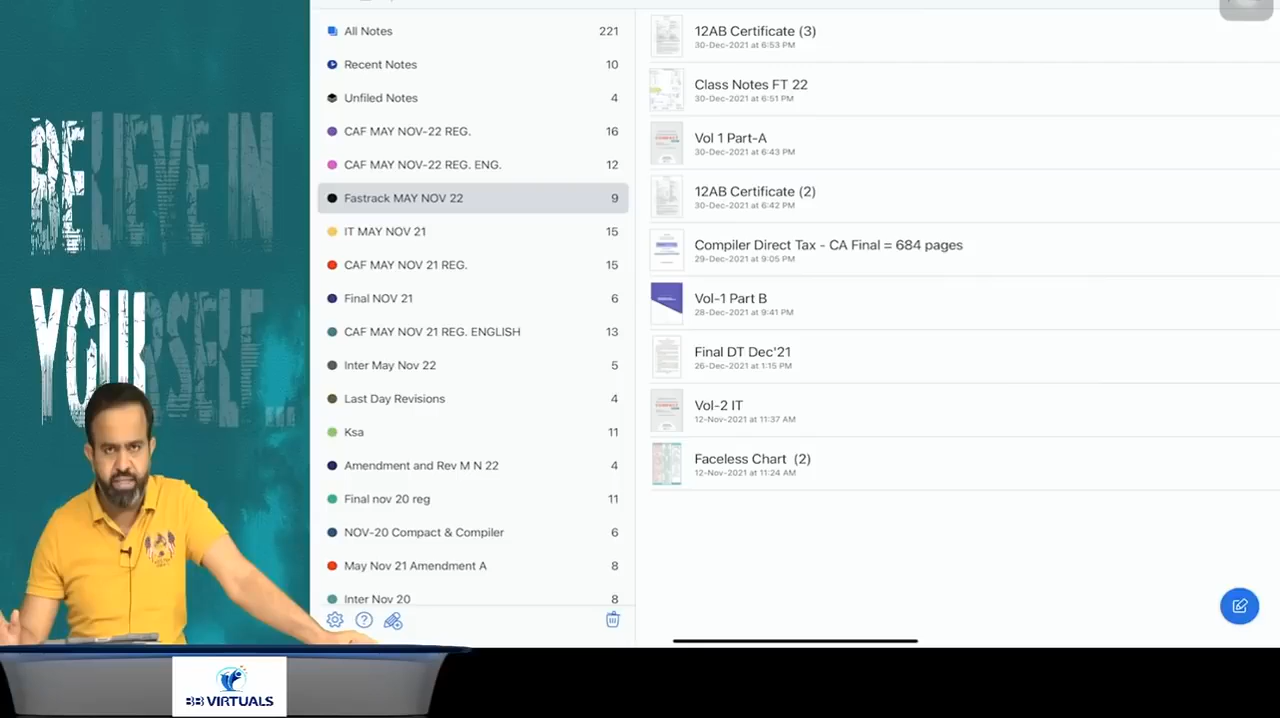 BELIEVE IN
YOURSELF...
BB VIRTUALS
All Notes 221
Recent Notes 10
Unfiled Notes 4
CAF MAY NOV-22 REG. 16
CAF MAY NOV-22 REG. ENG. 12
Fastrack MAY NOV 22 9
IT MAY NOV 21 15
CAF MAY NOV 21 REG. 15
Final NOV 21 6
CAF MAY NOV 21 REG. ENGLISH 13
Inter May Nov 22 5
Last Day Revisions 4
Ksa 11
Amendment and Rev M N 22 4
Final nov 20 reg 11
NOV-20 Compact & Compiler 6
May Nov 21 Amendment A 8
Inter Nov 20 8
12AB Certificate (3)
30-Dec-2021 at 6:53 PM
Class Notes FT 22
30-Dec-2021 at 6:51 PM
Vol 1 Part-A
30-Dec-2021 at 6:43 PM
12AB Certificate (2)
30-Dec-2021 at 6:42 PM
Compiler Direct Tax - CA Final = 684 pages
29-Dec-2021 at 9:05 PM
Vol-1 Part B
28-Dec-2021 at 9:41 PM
Final DT Dec'21
26-Dec-2021 at 1:15 PM
Vol-2 IT
12-Nov-2021 at 11:37 AM
Faceless Chart (2)
12-Nov-2021 at 11:24 AM